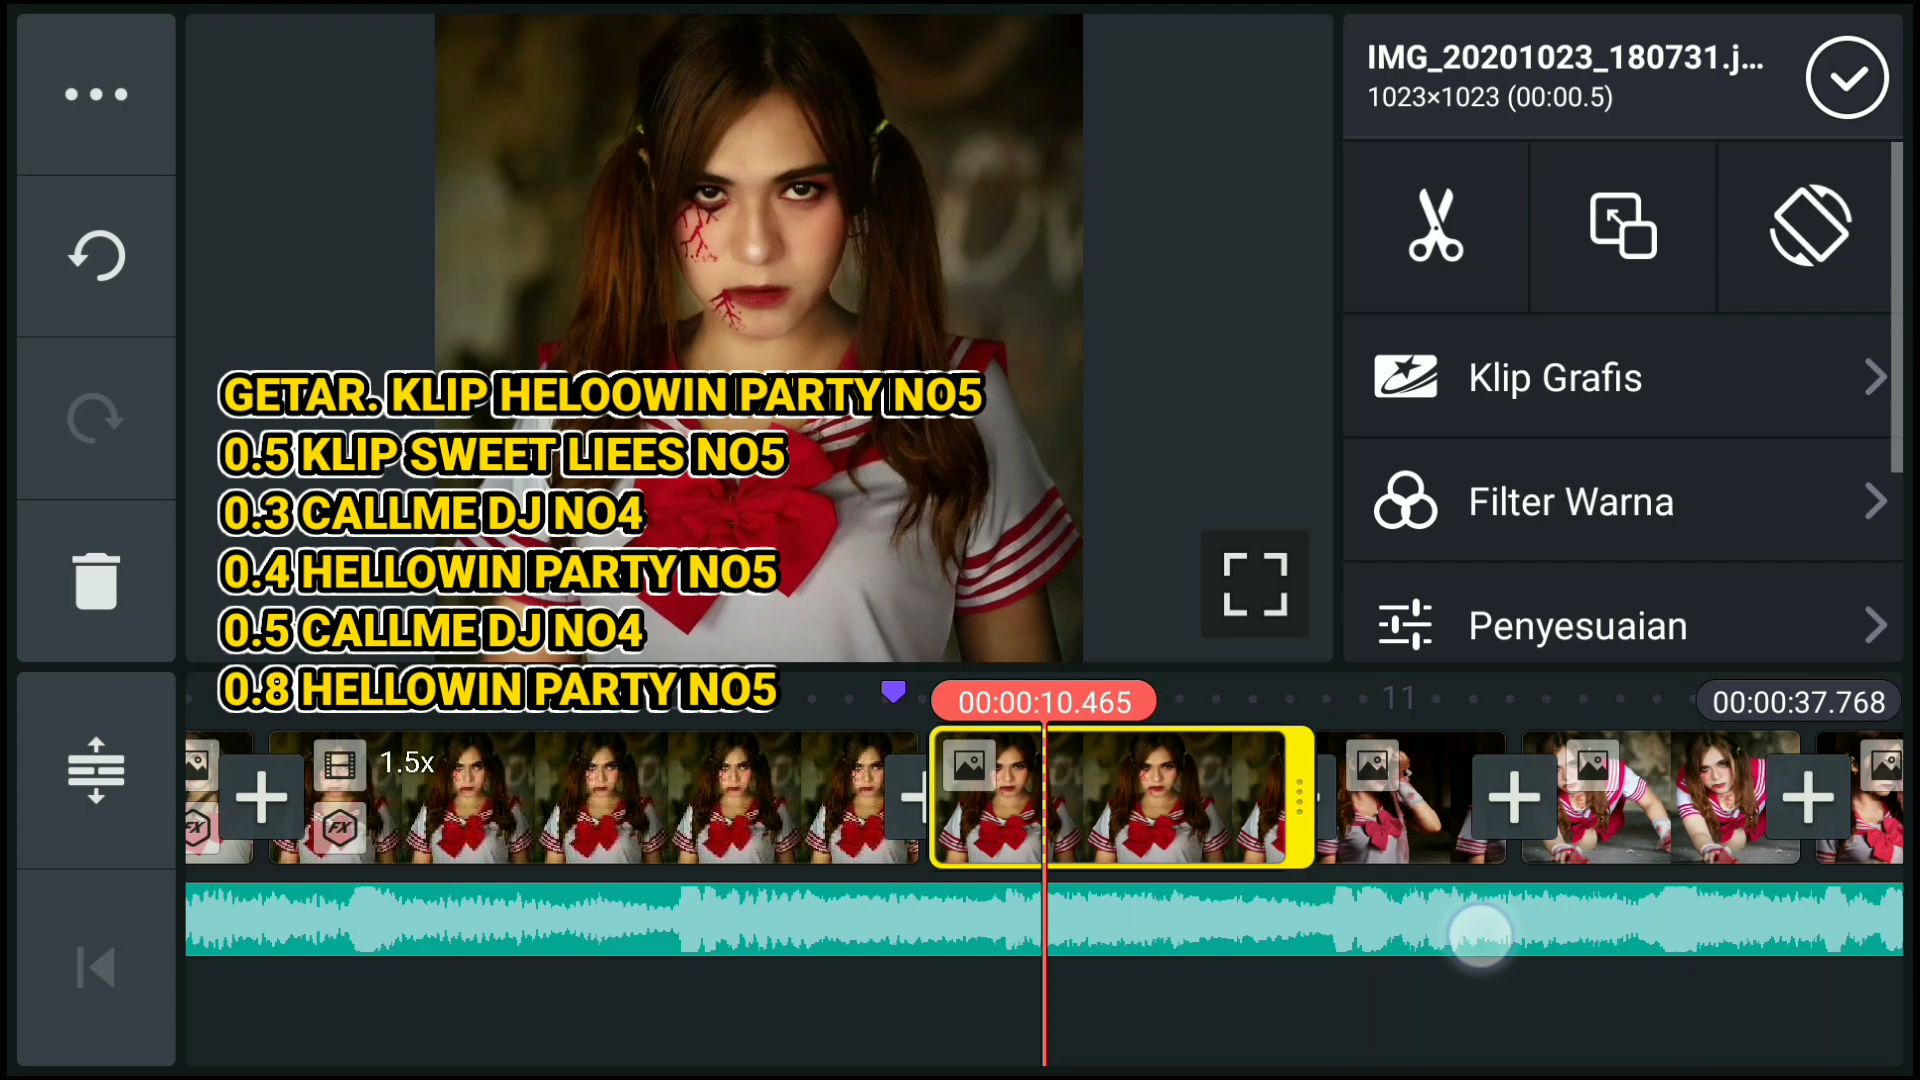 IMG_20201023_180731.j...
1023×1023 (00:00.5)
Klip Grafis
Filter Warna
Penyesuaian
GETAR. KLIP HELOOWIN PARTY NO5
0.5 KLIP SWEET LIEES NO5
0.3 CALLME DJ NO4
0.4 HELLOWIN PARTY NO5
0.5 CALLME DJ NO4
0.8 HELLOWIN PARTY NO5
00:00:10.465
11
00:00:37.768
1.5x
FX
FX